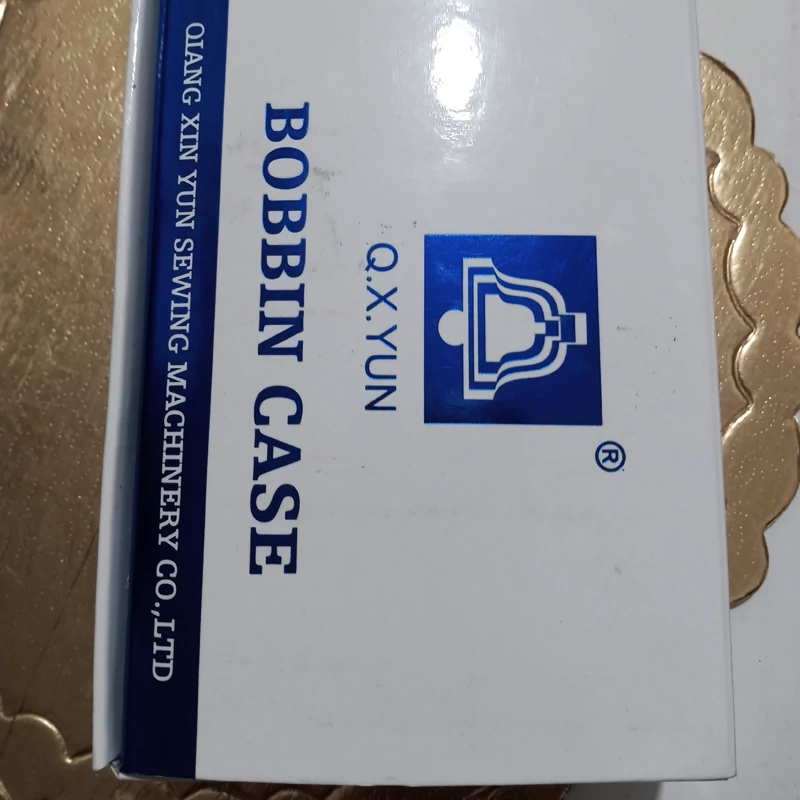 ®
Q.X.YUN
BOBBIN CASE
QIANG XIN YUN SEWING MACHINERY CO.,LTD